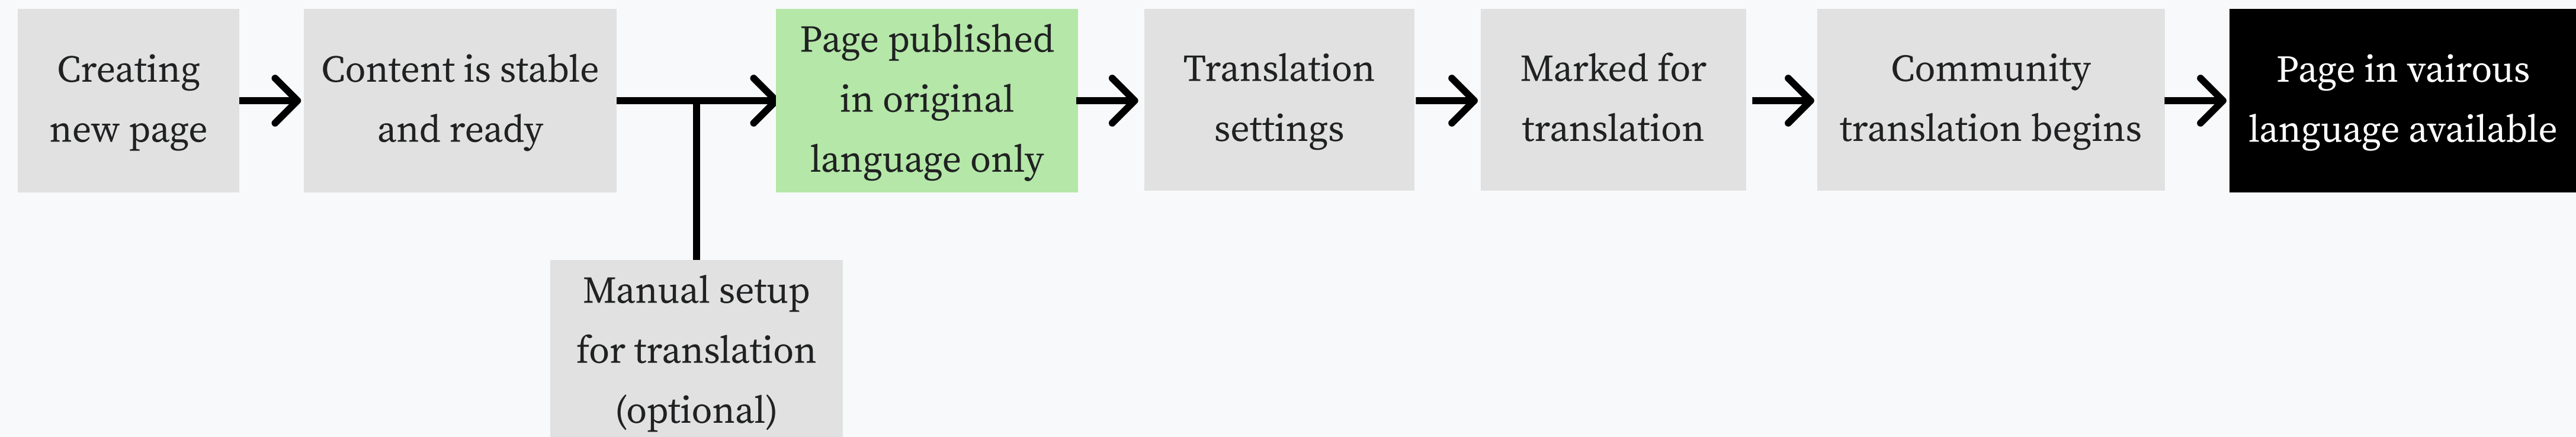 Creating
new page
Content is stable
and ready
Page published
in original
language only
Translation
settings
Marked for
translation
Community
translation begins
Page in vairous
language available
Manual setup
for translation
(optional)